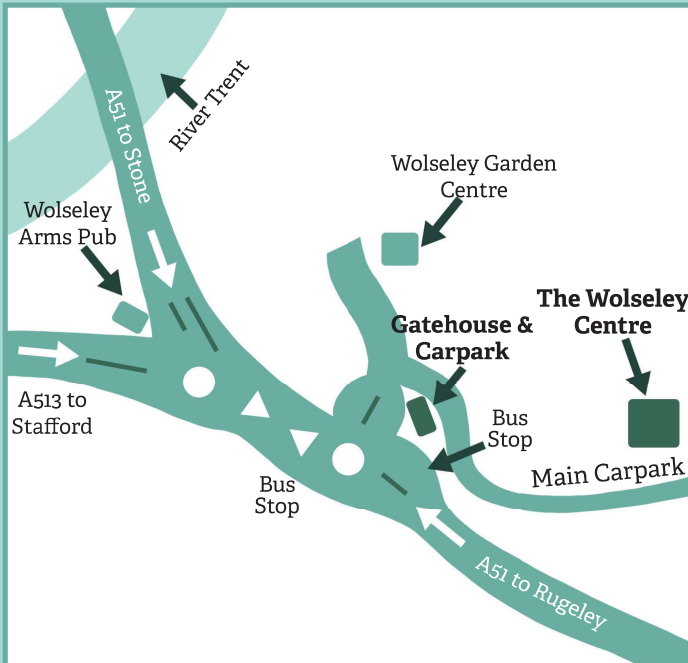 River Trent
A51 to Stone
Wolseley Garden
Centre
Wolseley
Arms Pub
The Wolseley
Centre
Gatehouse &
Carpark
A513 to
Stafford
Bus
Stop
Main Carpark
Bus
Stop
A51 to Rugeley